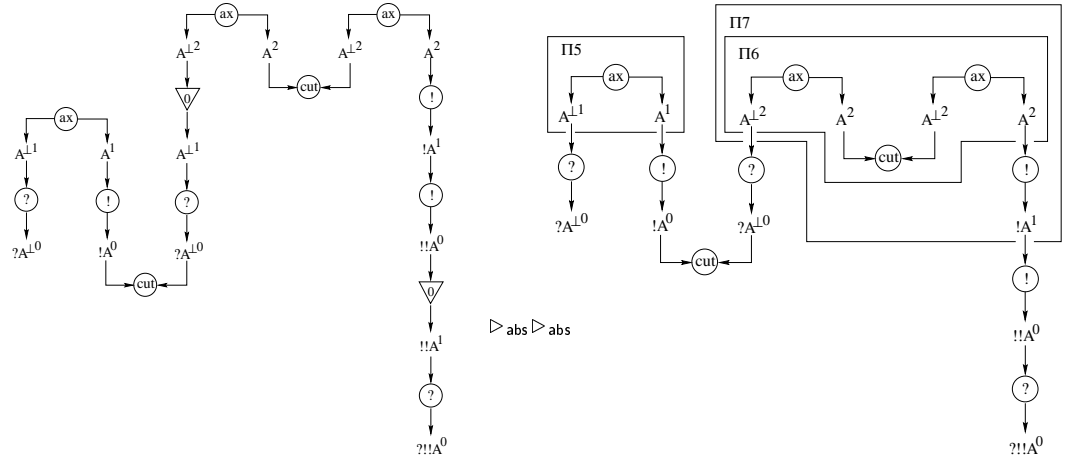 ax ax
A⊥2 A2 A⊥2 A2
cut
0 !
ax
A⊥1 A1 A⊥1 !A1
? ! ? !
?A⊥0 !A0 ?A⊥0 !!A0
cut
0
!!A1
?
?!!A0
▷abs▷abs
Π7
Π5 Π6
ax ax ax
A⊥1 A1 A⊥2 A2 A⊥2 A2
cut
? ! ? !
?A⊥0 !A0 ?A⊥0 !A1
cut
!
!!A0
?
?!!A0